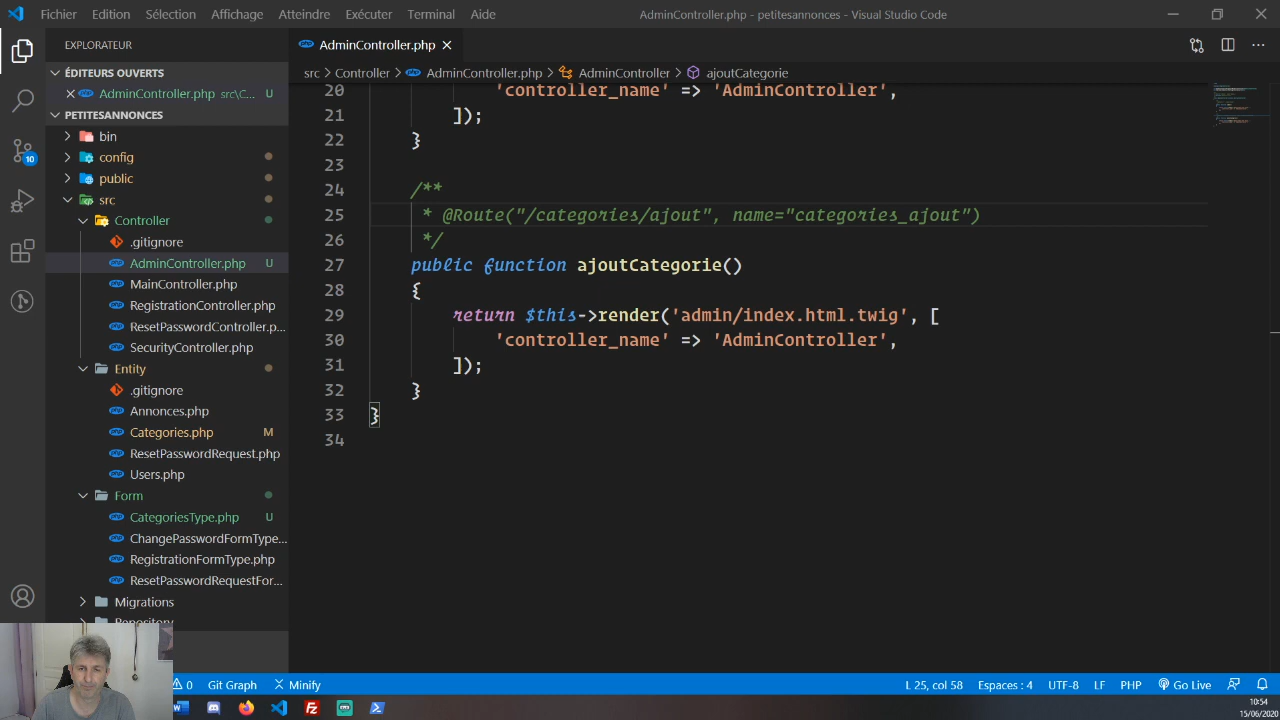 Fichier Edition Sélection Affichage Atteindre Exécuter Terminal Aide
AdminController.php - petitesannonces - Visual Studio Code
EXPLORATEUR
ÉDITEURS OUVERTS
AdminController.php src\C... U
PETITESANNONCES
bin
config
public
src
Controller
.gitignore
AdminController.php U
MainController.php
RegistrationController.php
ResetPasswordController.p...
SecurityController.php
Entity
.gitignore
Annonces.php
Categories.php M
ResetPasswordRequest.php
Users.php
Form
CategoriesType.php U
ChangePasswordFormType...
RegistrationFormType.php
ResetPasswordRequestFor...
Migrations
Repository
AdminController.php
src > Controller > AdminController.php > AdminController > ajoutCategorie
20 'controller_name' => 'AdminController',
21 ]);
22 }
23
24 /**
25 * @Route("/categories/ajout", name="categories_ajout")
26 */
27 public function ajoutCategorie()
28 {
29 return $this->render('admin/index.html.twig', [
30 'controller_name' => 'AdminController',
31 ]);
32 }
33 }
34
10
0 Git Graph Minify
L 25, col 58 Espaces : 4 UTF-8 LF PHP Go Live
10:54
15/06/2020